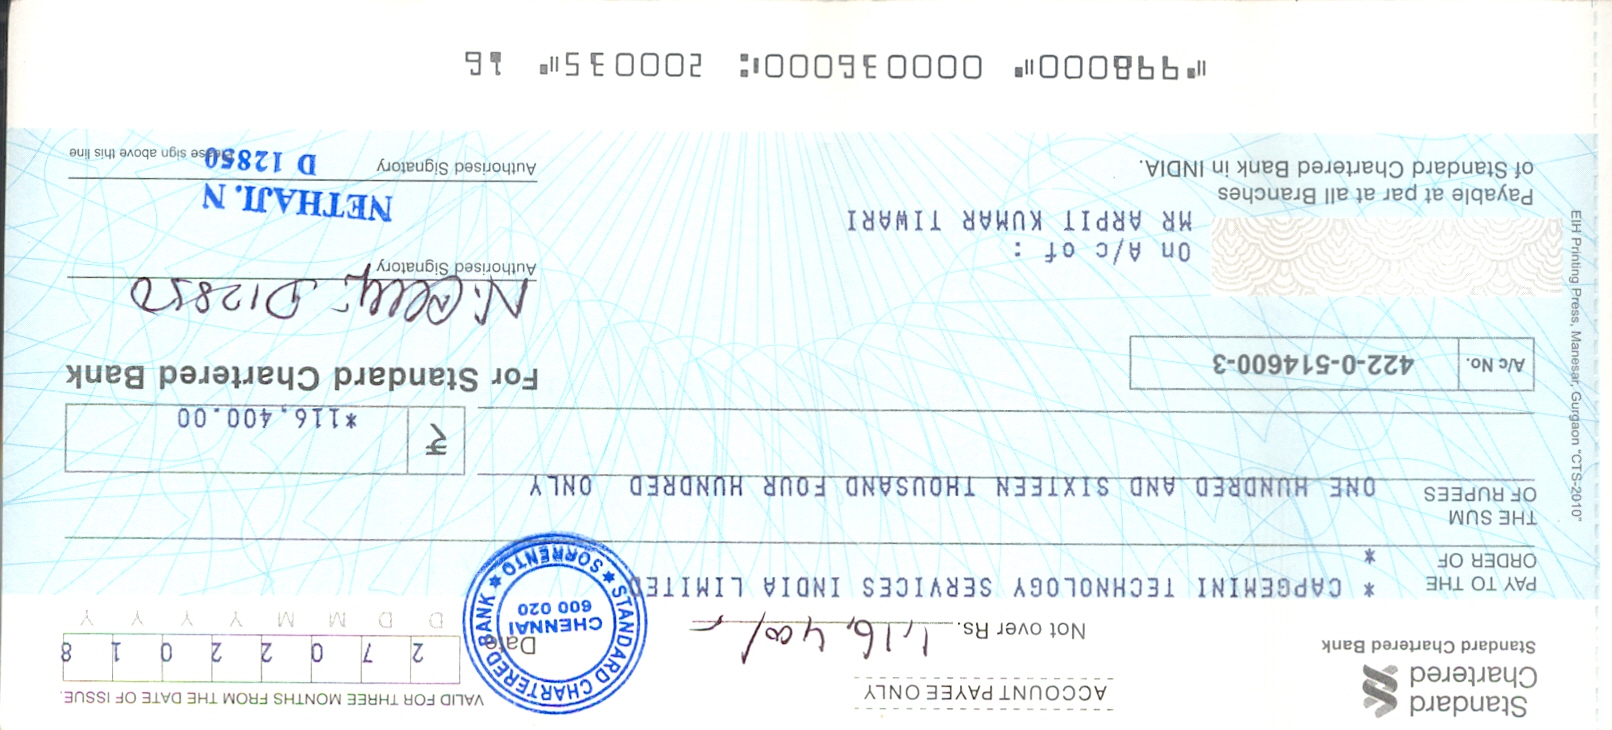 Standard
Chartered
Standard Chartered Bank
ACCOUNT PAYEE ONLY
Not over Rs. 1,16,400/-
VALID FOR THREE MONTHS FROM THE DATE OF ISSUE.
Date 2 7 0 2 2 0 1 8
D D M M Y Y Y Y
STANDARD CHARTERED BANK
CHENNAI
600 020
* SORRENTO *
PAY TO THE
ORDER OF
* CAPGEMINI TECHNOLOGY SERVICES INDIA LIMITED
*
THE SUM
OF RUPEES
ONE HUNDRED AND SIXTEEN THOUSAND FOUR HUNDRED ONLY
₹ *116,400.00
A/c No. 422-0-514600-3
For Standard Chartered Bank
D12850
Authorised Signatory
On A/c of :
MR ARPIT KUMAR TIWARI
NETHAJI. N
Authorised Signatory
D 12850
Please sign above this line
Payable at par at all Branches
of Standard Chartered Bank in INDIA.
EIH Printing Press, Manesar, Gurgaon "CTS-2010"
⑈998000⑈ 000036000⑆ 200035⑈ 16